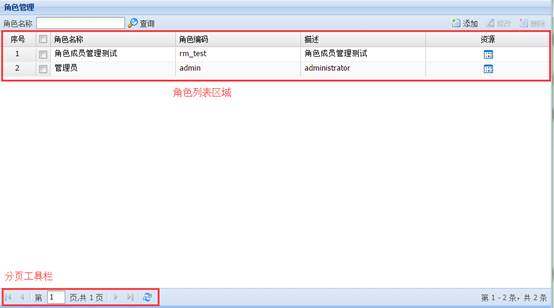 角色管理
角色名称 查询 添加 修改 删除
序号 角色名称 角色编码 描述 资源
1 角色成员管理测试 rm_test 角色成员管理测试
2 管理员 admin administrator
角色列表区域
分页工具栏
第 1 页,共 1 页 第 1 - 2 条，共 2 条